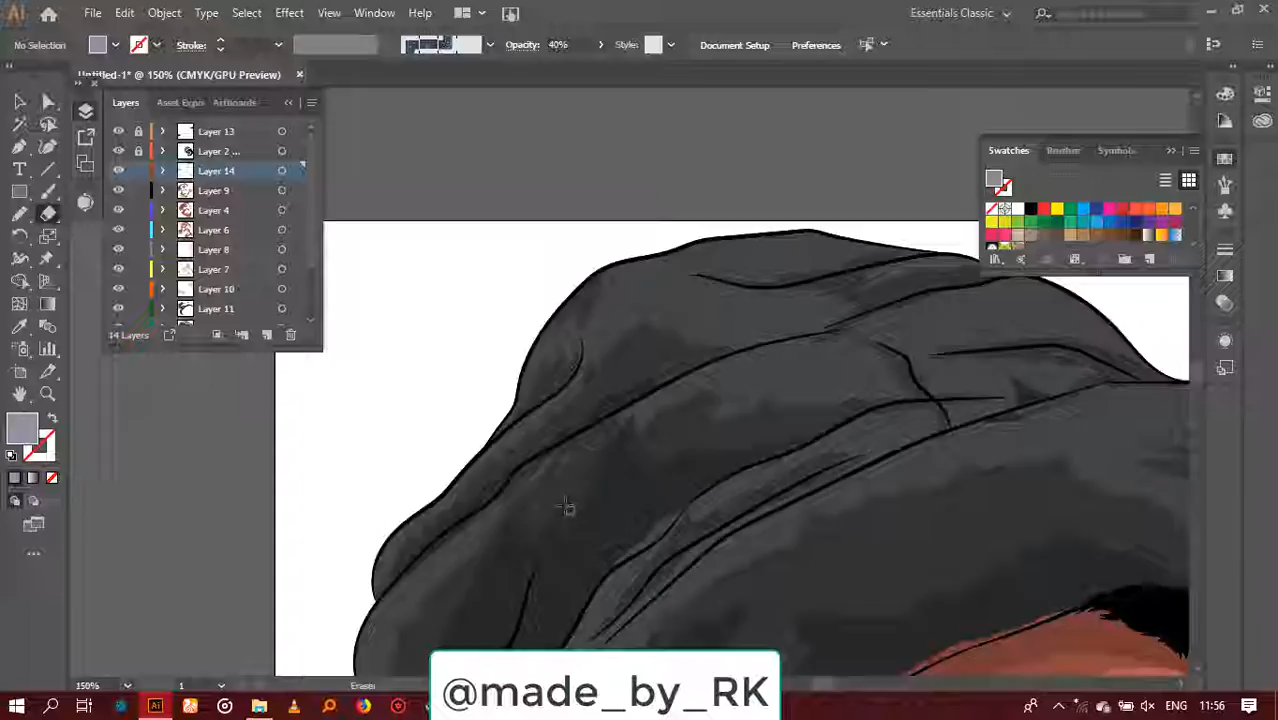 File Edit Object Type Select Effect View Window Help
Essentials Classic
No Selection
Stroke:
Opacity: 40%
Style:
Document Setup
Preferences
Untitled-1* @ 150% (CMYK/GPU Preview)
Layers Asset Expo Artboards
Layer 13
Layer 2 ...
Layer 14
Layer 9
Layer 4
Layer 6
Layer 8
Layer 7
Layer 10
Layer 11
14 Layers
Swatches Brushes Symbols
150%
1
Eraser
@made_by_RK
Ai
ENG
11:56